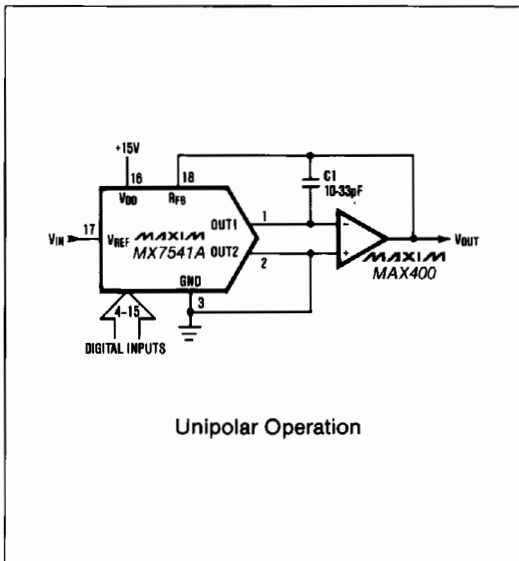 +15V
16
18
VDD
RFB
C1
10-33pF
OUT1
1
VIN
17
VREF
MAXIM
MX7541A
OUT2
2
-
+
VOUT
MAXIM
MAX400
GND
3
4-15
DIGITAL INPUTS
Unipolar Operation